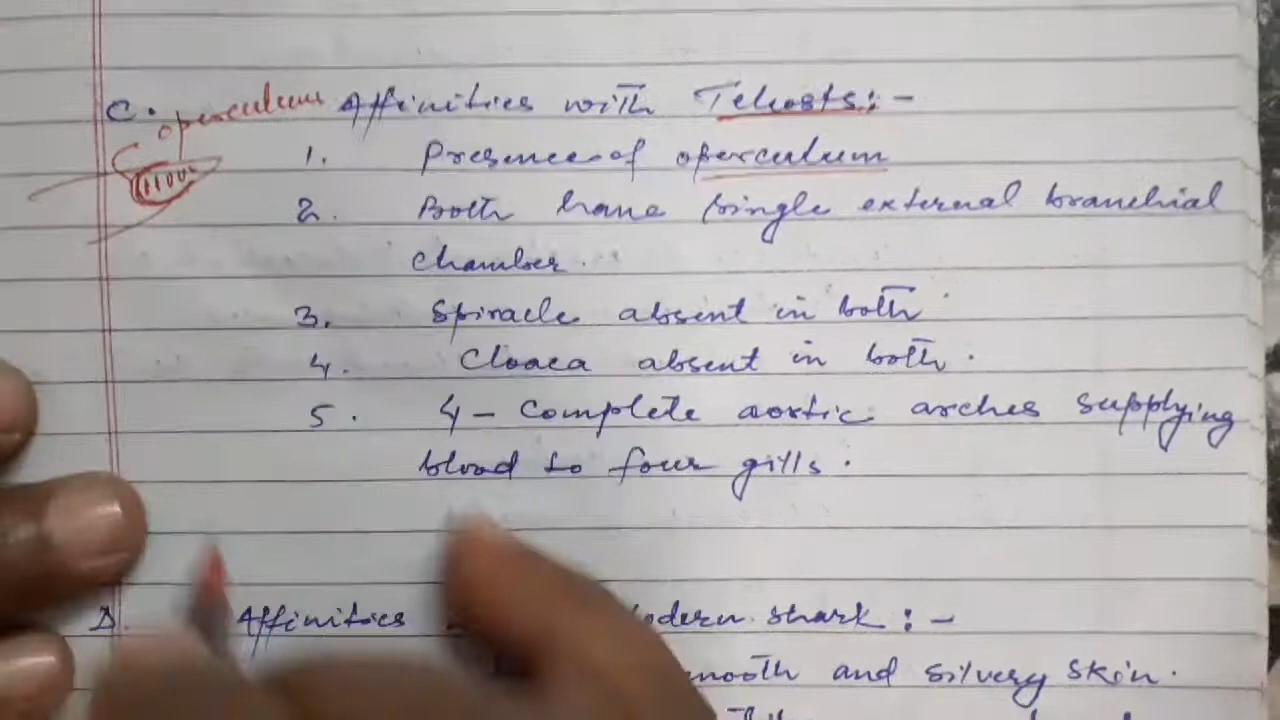 C. operculum Affinities with Teleosts:-
1. Presence of operculum
2. Both have single external branchial
chamber.
3. Spiracle absent in both
4. Cloaca absent in both.
5. 4- Complete aortic arches supplying
blood to four gills.
D. Affinities modern shark:-
smooth and silvery skin.